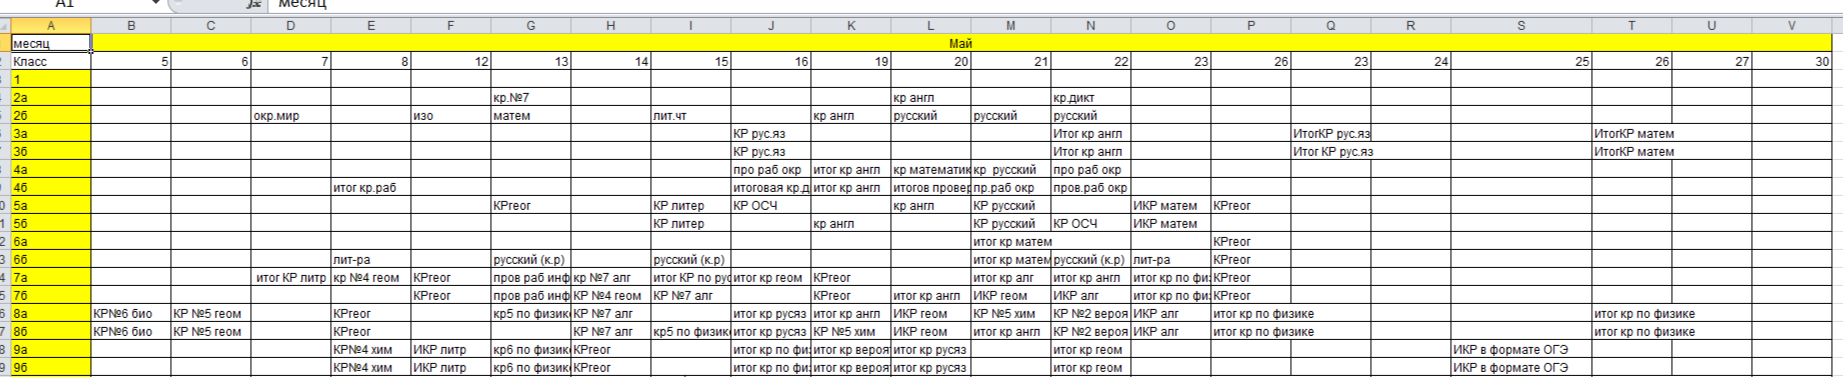 A1 месяц
A B C D E F G H I J K L M N O P Q R S T U V
месяц Май
Класс 5 6 7 8 12 13 14 15 16 19 20 21 22 23 26 23 24 25 26 27 30
1
2а кр.№7 кр англ кр.дикт
2б окр.мир изо матем лит.чт кр англ русский русский русский
3а КР рус.яз Итог кр англ ИтогКР рус.яз ИтогКР матем
3б КР рус.яз Итог кр англ Итог КР рус.яз ИтогКР матем
4а про раб окр итог кр англ кр математик кр русский про раб окр
4б итог кр.раб итоговая кр.д итог кр англ итогов провер пр.раб окр пров.раб окр
5а КРгеог КР литер КР ОСЧ кр англ КР русский ИКР матем КРгеог
5б КР литер кр англ КР русский КР ОСЧ ИКР матем
6а итог кр матем КРгеог
6б лит-ра русский (к.р) русский (к.р) итог кр матем русский (к.р) лит-ра КРгеог
7а итог КР литр кр №4 геом КРгеог пров раб инф кр №7 алг итог КР по рус итог кр геом КРгеог итог кр алг итог кр англ итог кр по физ КРгеог
7б КРгеог пров раб инф КР №4 геом КР №7 алг КРгеог итог кр англ ИКР геом ИКР алг итог кр по физ КРгеог
8а КР№6 био КР №5 геом КРгеог кр5 по физике КР №7 алг итог кр русяз итог кр англ ИКР геом КР №5 хим КР №2 вероя ИКР алг итог кр по физике итог кр по физике
8б КР№6 био КР №5 геом КРгеог КР №7 алг кр5 по физике итог кр русяз КР №5 хим ИКР геом итог кр англ КР №2 вероя ИКР алг итог кр по физике
9а КР№4 хим ИКР литр кр6 по физике КРгеог итог кр по физ итог кр вероя итог кр русяз итог кр геом ИКР в формате ОГЭ
9б КР№4 хим ИКР литр кр6 по физике КРгеог итог кр по физ итог кр вероя итог кр русяз итог кр геом ИКР в формате ОГЭ